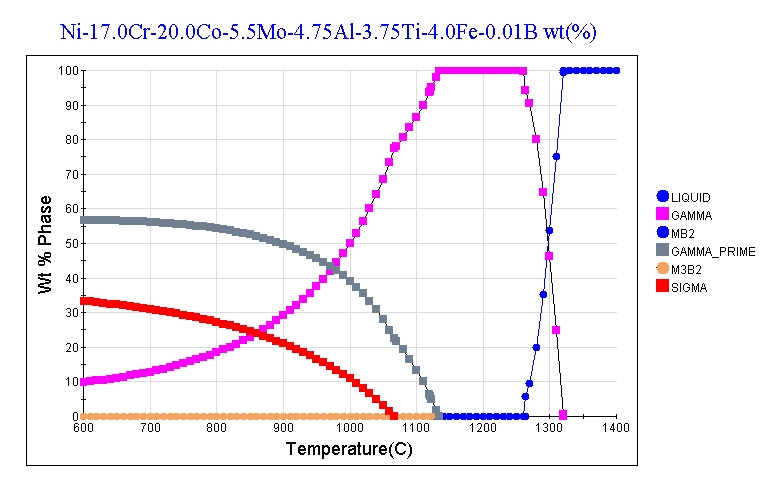 Ni-17.0Cr-20.0Co-5.5Mo-4.75Al-3.75Ti-4.0Fe-0.01B wt(%)
100
90
80
70
60
50
40
30
20
10
0
Wt % Phase
600 700 800 900 1000 1100 1200 1300 1400
Temperature(C)
LIQUID
GAMMA
MB2
GAMMA_PRIME
M3B2
SIGMA